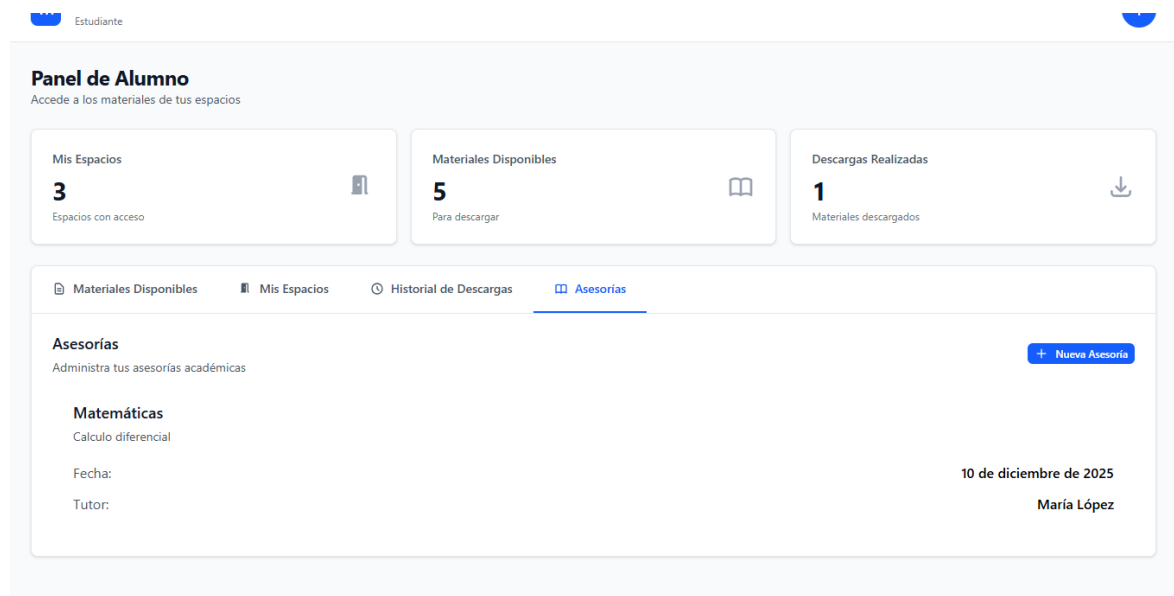 Estudiante
Panel de Alumno
Accede a los materiales de tus espacios
Mis Espacios
3
Espacios con acceso
Materiales Disponibles
5
Para descargar
Descargas Realizadas
1
Materiales descargados
Materiales Disponibles
Mis Espacios
Historial de Descargas
Asesorías
Asesorías
Administra tus asesorías académicas
+ Nueva Asesoría
Matemáticas
Calculo diferencial
Fecha: 10 de diciembre de 2025
Tutor: María López